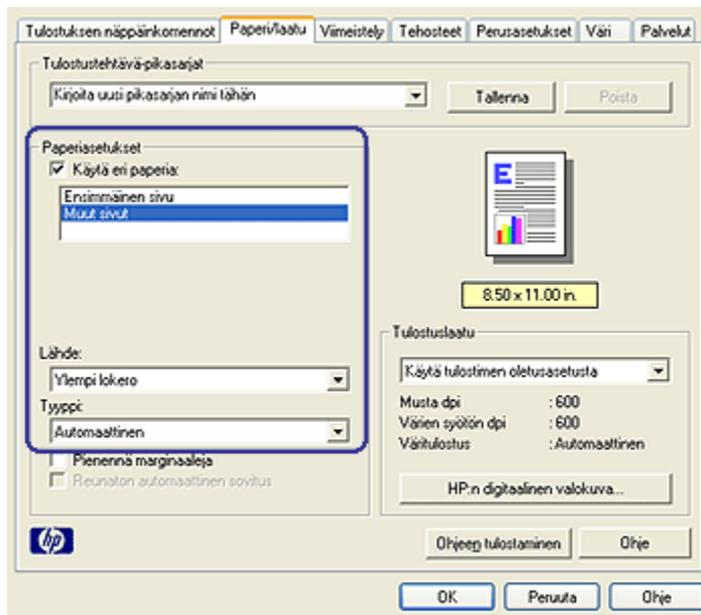 Tulostuksen näppäinkomennot Paperi/laatu Viimeistely Tehosteet Perusasetukset Väri Palvelut
Tulostustehtävä-pikasarjat
Kirjoita uusi pikasarjan nimi tähän
Tallenna
Poista
Paperiasetukset
Käytä eri paperia:
Ensimmäinen sivu
Muut sivut
E
8.50 x 11.00 in.
Lähde:
Ylempi lokero
Tyyppi:
Automaattinen
Pienennä marginaaleja
Reunaton automaattinen sovitus
Tulostuslaatu
Käytä tulostimen oletusasetusta
Musta dpi : 600
Värien syötön dpi : 600
Väritulostus : Automaattinen
HP:n digitaalinen valokuva...
hp
Ohjeen tulostaminen
Ohje
OK
Peruuta
Ohje